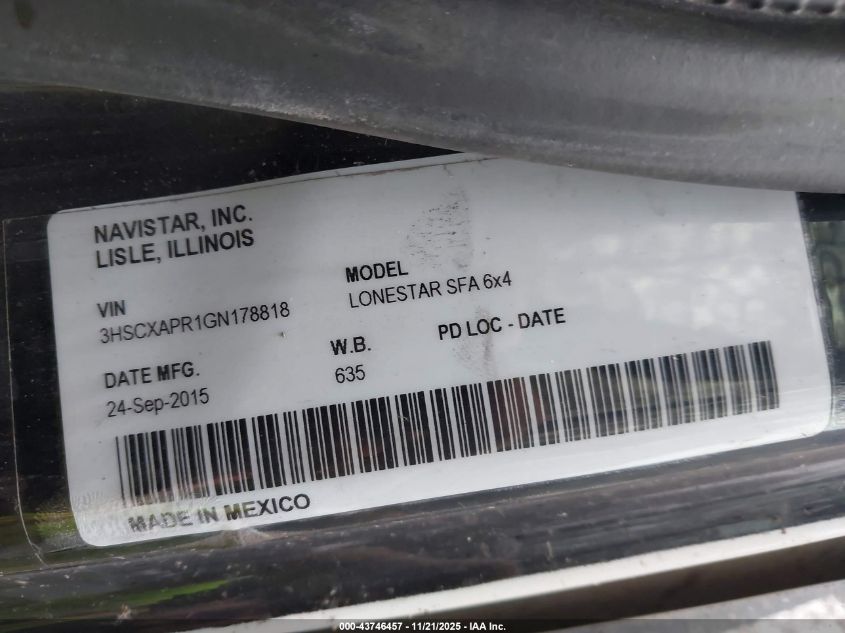 NAVISTAR, INC.
LISLE, ILLINOIS
VIN
3HSCXAPR1GN178818
MODEL
LONESTAR SFA 6x4
DATE MFG.
24-Sep-2015
W.B.
635
PD LOC - DATE
MADE IN MEXICO
000-43746457 - 11/21/2025 - IAA Inc.